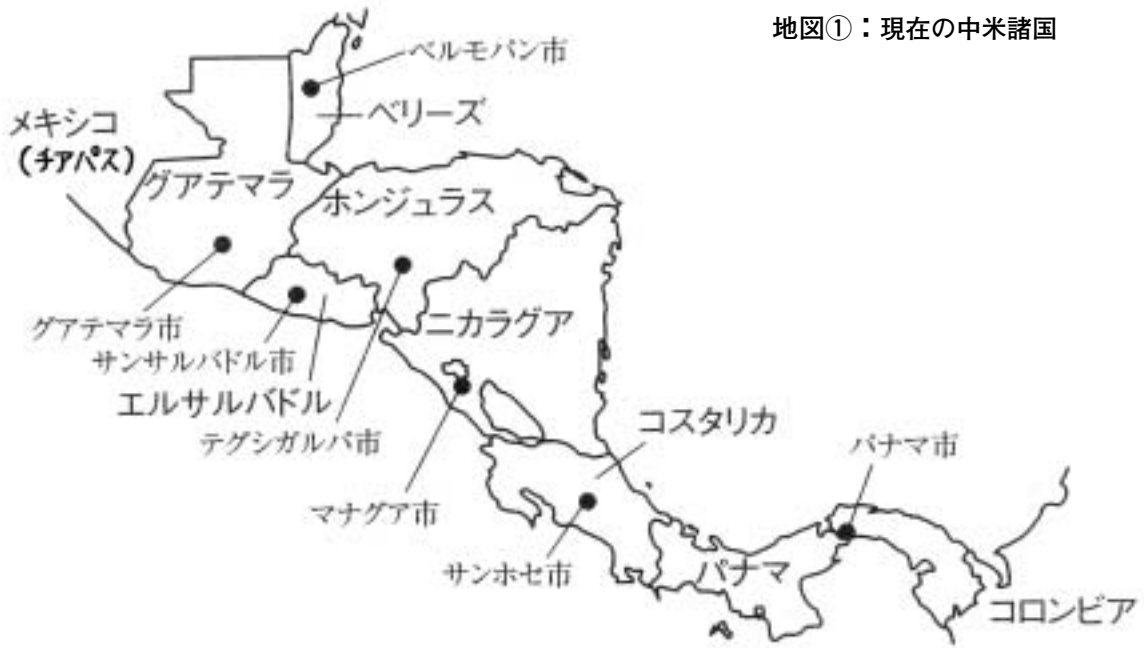 地図①：現在の中米諸国
ベルモパン市
ベリーズ
メキシコ
（チアパス）
グアテマラ
ホンジュラス
グアテマラ市
サンサルバドル市
エルサルバドル
テグシガルパ市
ニカラグア
マナグア市
コスタリカ
サンホセ市
パナマ市
パナマ
コロンビア